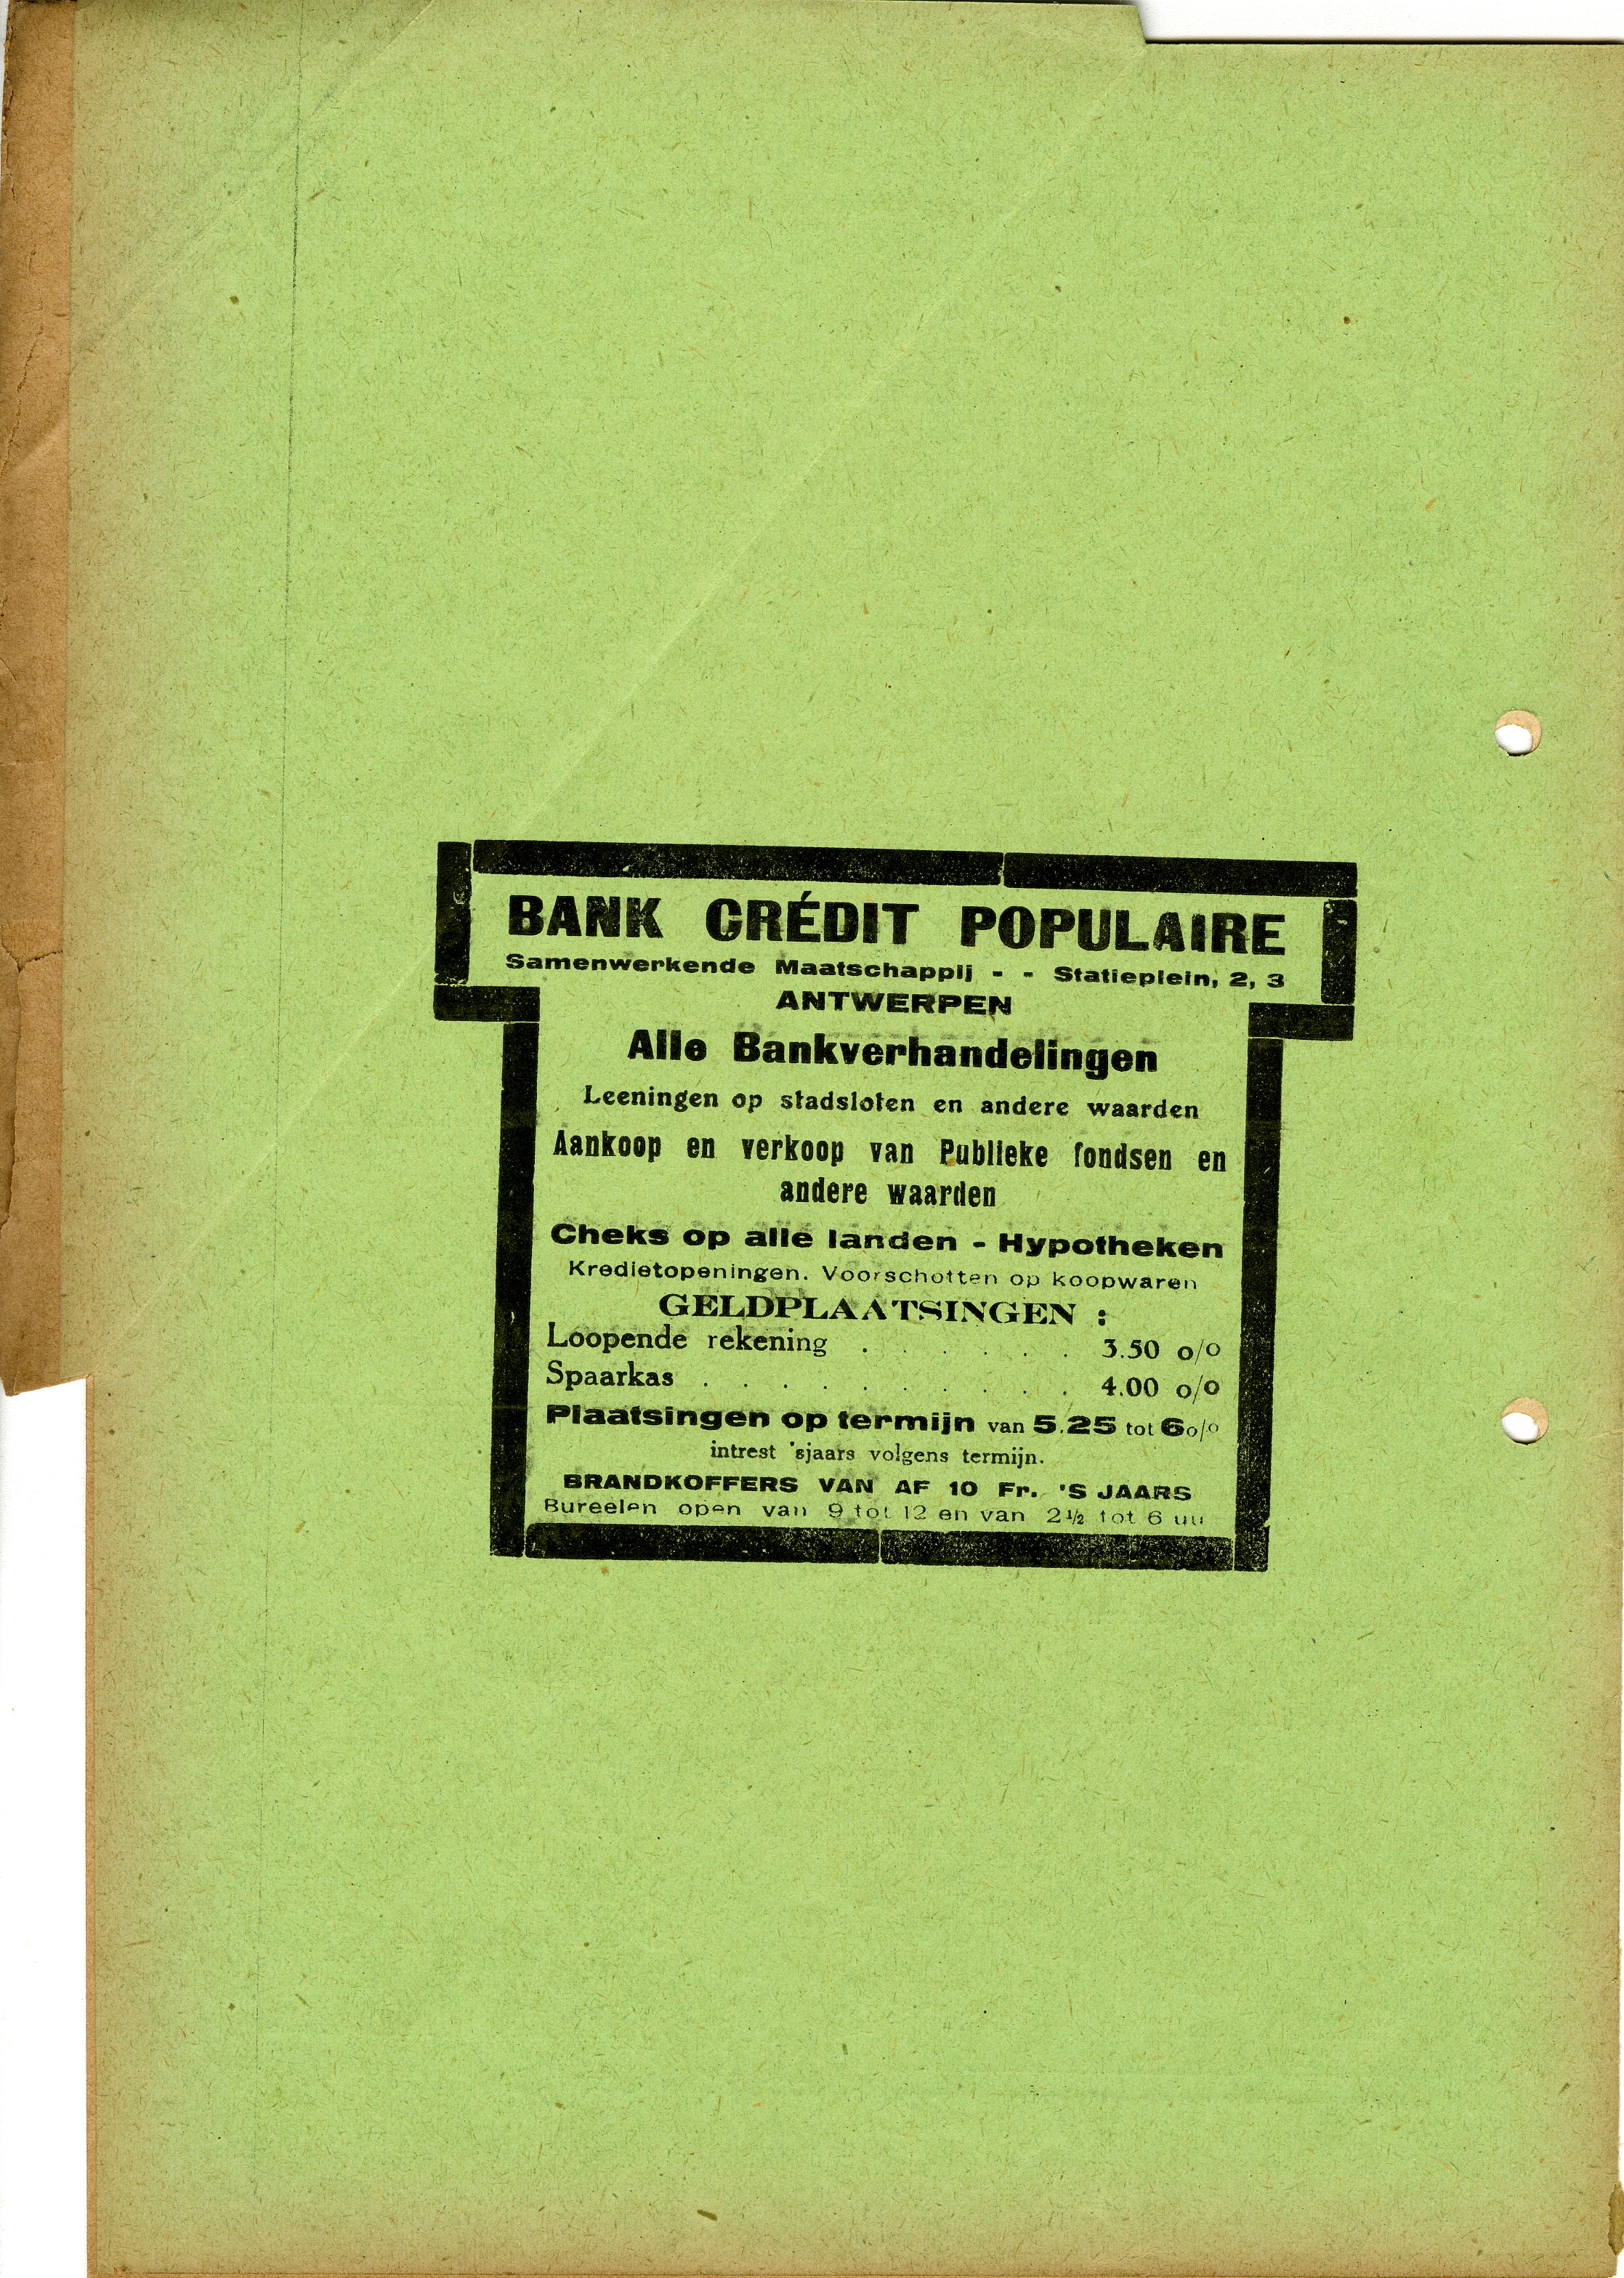 BANK CRÉDIT POPULAIRE
Samenwerkende Maatschappij - - Statieplein, 2, 3
ANTWERPEN
Alle Bankverhandelingen
Leeningen op stadsloten en andere waarden
Aankoop en verkoop van Publieke fondsen en
andere waarden
Cheks op alle landen - Hypotheken
Kredietopeningen. Voorschotten op koopwaren
GELDPLAATSINGEN :
Loopende rekening . . . . . . 3.50 o/o
Spaarkas . . . . . . . . . . 4.00 o/o
Plaatsingen op termijn van 5.25 tot 6 o/o
intrest 'sjaars volgens termijn.
BRANDKOFFERS VAN AF 10 Fr. 'S JAARS
Bureelen open van 9 tot 12 en van 2 1/2 tot 6 uu